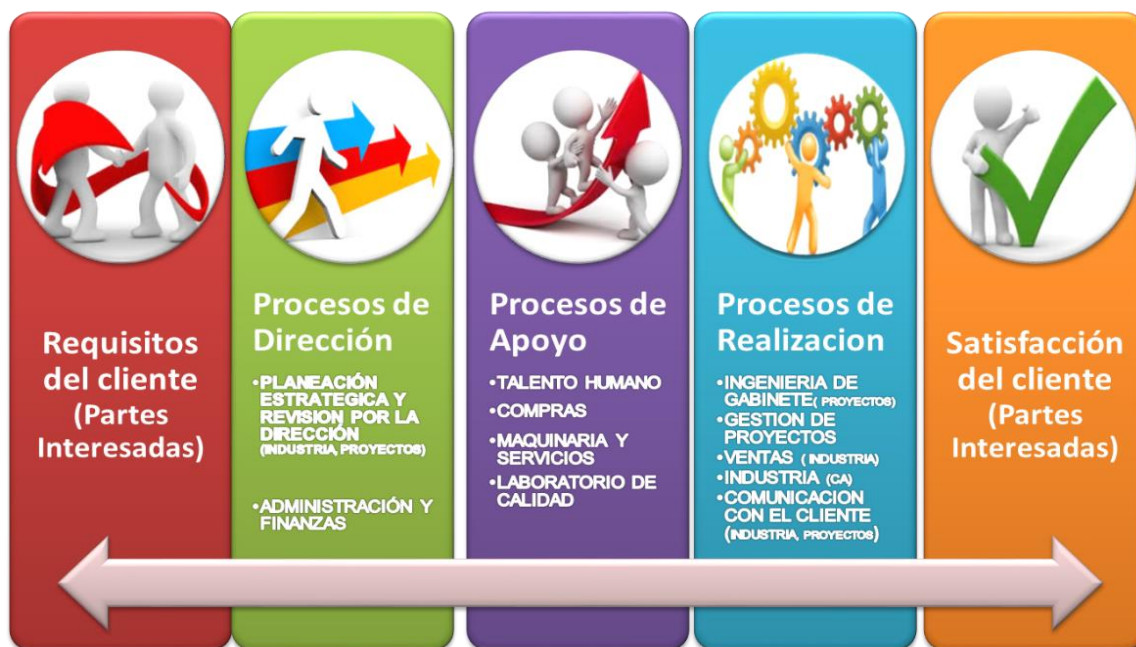 Requisitos
del cliente
(Partes
Interesadas)
Procesos de
Dirección
•PLANEACIÓN
ESTRATEGICA Y
REVISION POR LA
DIRECCIÓN
(INDUSTRIA, PROYECTOS)
•ADMINISTRACIÓN Y
FINANZAS
Procesos de
Apoyo
•TALENTO HUMANO
•COMPRAS
•MAQUINARIA Y
SERVICIOS
•LABORATORIO DE
CALIDAD
Procesos de
Realizacion
•INGENIERIA DE
GABINETE( PROYECTOS)
•GESTION DE
PROYECTOS
•VENTAS ( INDUSTRIA)
•INDUSTRIA (CA)
•COMUNICACION
CON EL CLIENTE
(INDUSTRIA, PROYECTOS)
Satisfacción
del cliente
(Partes
Interesadas)